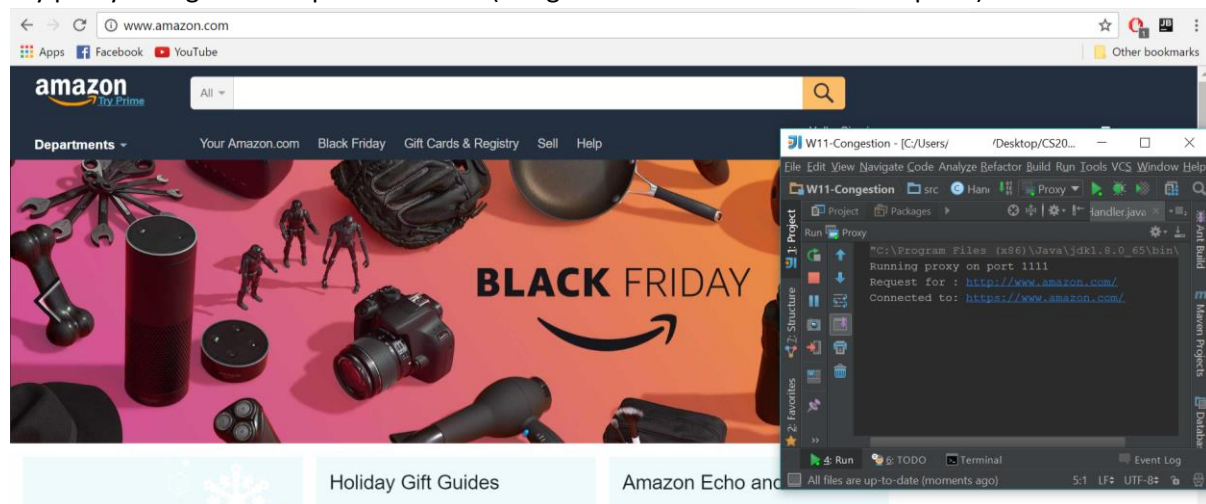 www.amazon.com
Apps Facebook YouTube Other bookmarks
amazon
Try Prime
All
Departments Your Amazon.com Black Friday Gift Cards & Registry Sell Help
BLACK FRIDAY
Holiday Gift Guides Amazon Echo and
W11-Congestion - [C:/Users/ /Desktop/CS20...
File Edit View Navigate Code Analyze Refactor Build Run Tools VCS Window Help
W11-Congestion src Han Proxy
Project Packages Handler.java
Run Proxy
"C:\Program Files (x86)\Java\jdk1.8.0_65\bin\
Running proxy on port 1111
Request for : http://www.amazon.com/
Connected to: https://www.amazon.com/
1: Project
7: Structure
2: Favorites
Ant Build
Maven Projects
Databa
4: Run 6: TODO Terminal Event Log
All files are up-to-date (moments ago) 5:1 LF UTF-8